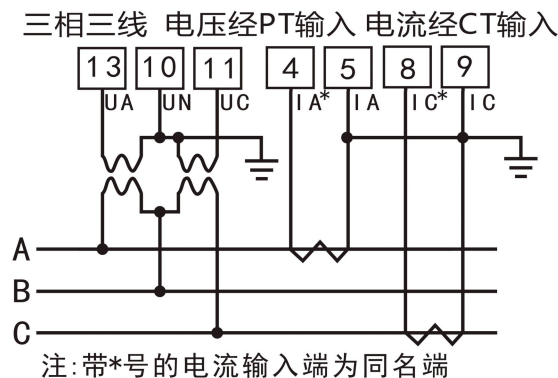 三相三线 电压经PT输入 电流经CT输入
13 10 11 4 5 8 9
UA UN UC IA* IA IC* IC
A
B
C
注:带*号的电流输入端为同名端